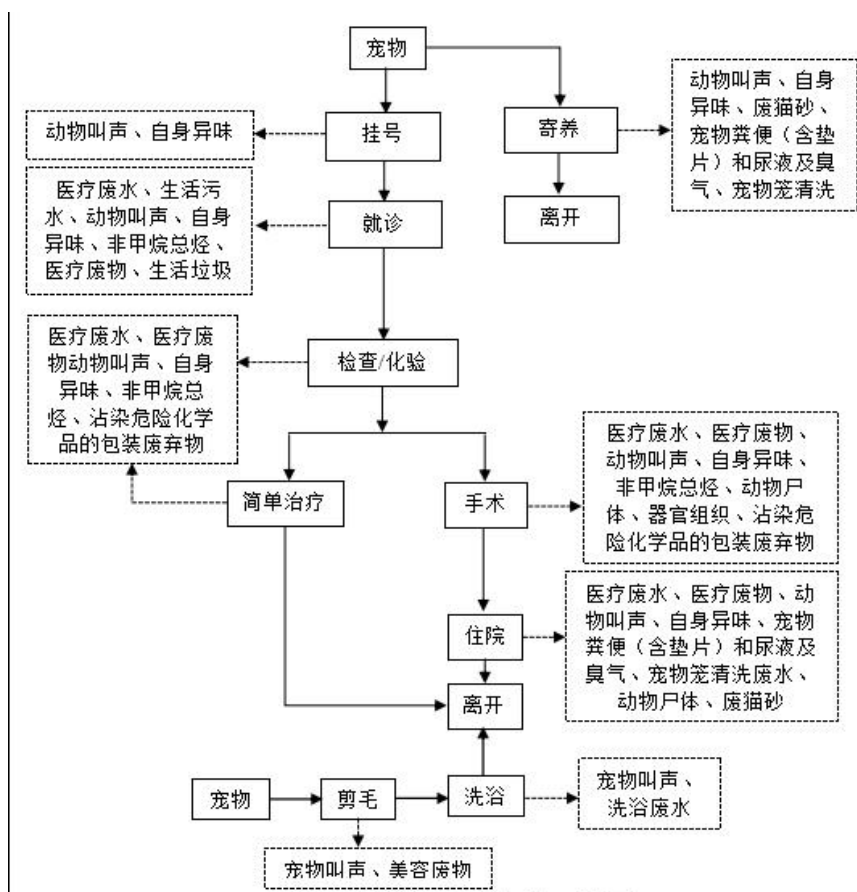 宠物
动物叫声、自身
异味、废猫砂、
宠物粪便（含垫
片）和尿液及臭
气、宠物笼清洗
动物叫声、自身异味
挂号
寄养
医疗废水、生活污
水、动物叫声、自身
异味、非甲烷总烃、
医疗废物、生活垃圾
就诊
离开
医疗废水、医疗废
物动物叫声、自身
异味、非甲烷总
烃、沾染危险化学
品的包装废弃物
检查/化验
医疗废水、医疗废物、
动物叫声、自身异味、
非甲烷总烃、动物尸
体、器官组织、沾染危
险化学品的包装废弃物
简单治疗
手术
医疗废水、医疗废物、动
物叫声、自身异味、宠物
粪便（含垫片）和尿液及
臭气、宠物笼清洗废水、
动物尸体、废猫砂
住院
离开
宠物
剪毛
洗浴
宠物叫声、
洗浴废水
宠物叫声、美容废物